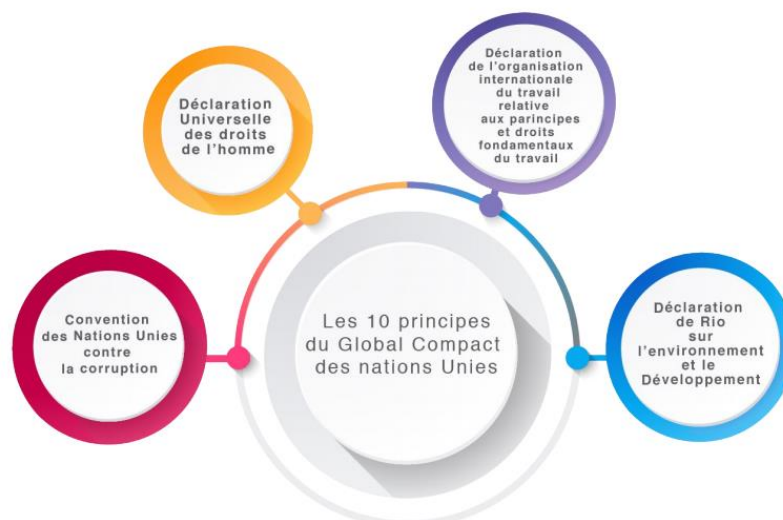 Déclaration
Universelle
des droits
de l'homme
Déclaration
de l'organisation
internationale
du travail
relative
aux parincipes
et droits
fondamentaux
du travail
Convention
des Nations Unies
contre
la corruption
Les 10 principes
du Global Compact
des nations Unies
Déclaration
de Rio
sur
l'environnement
et le
Développement